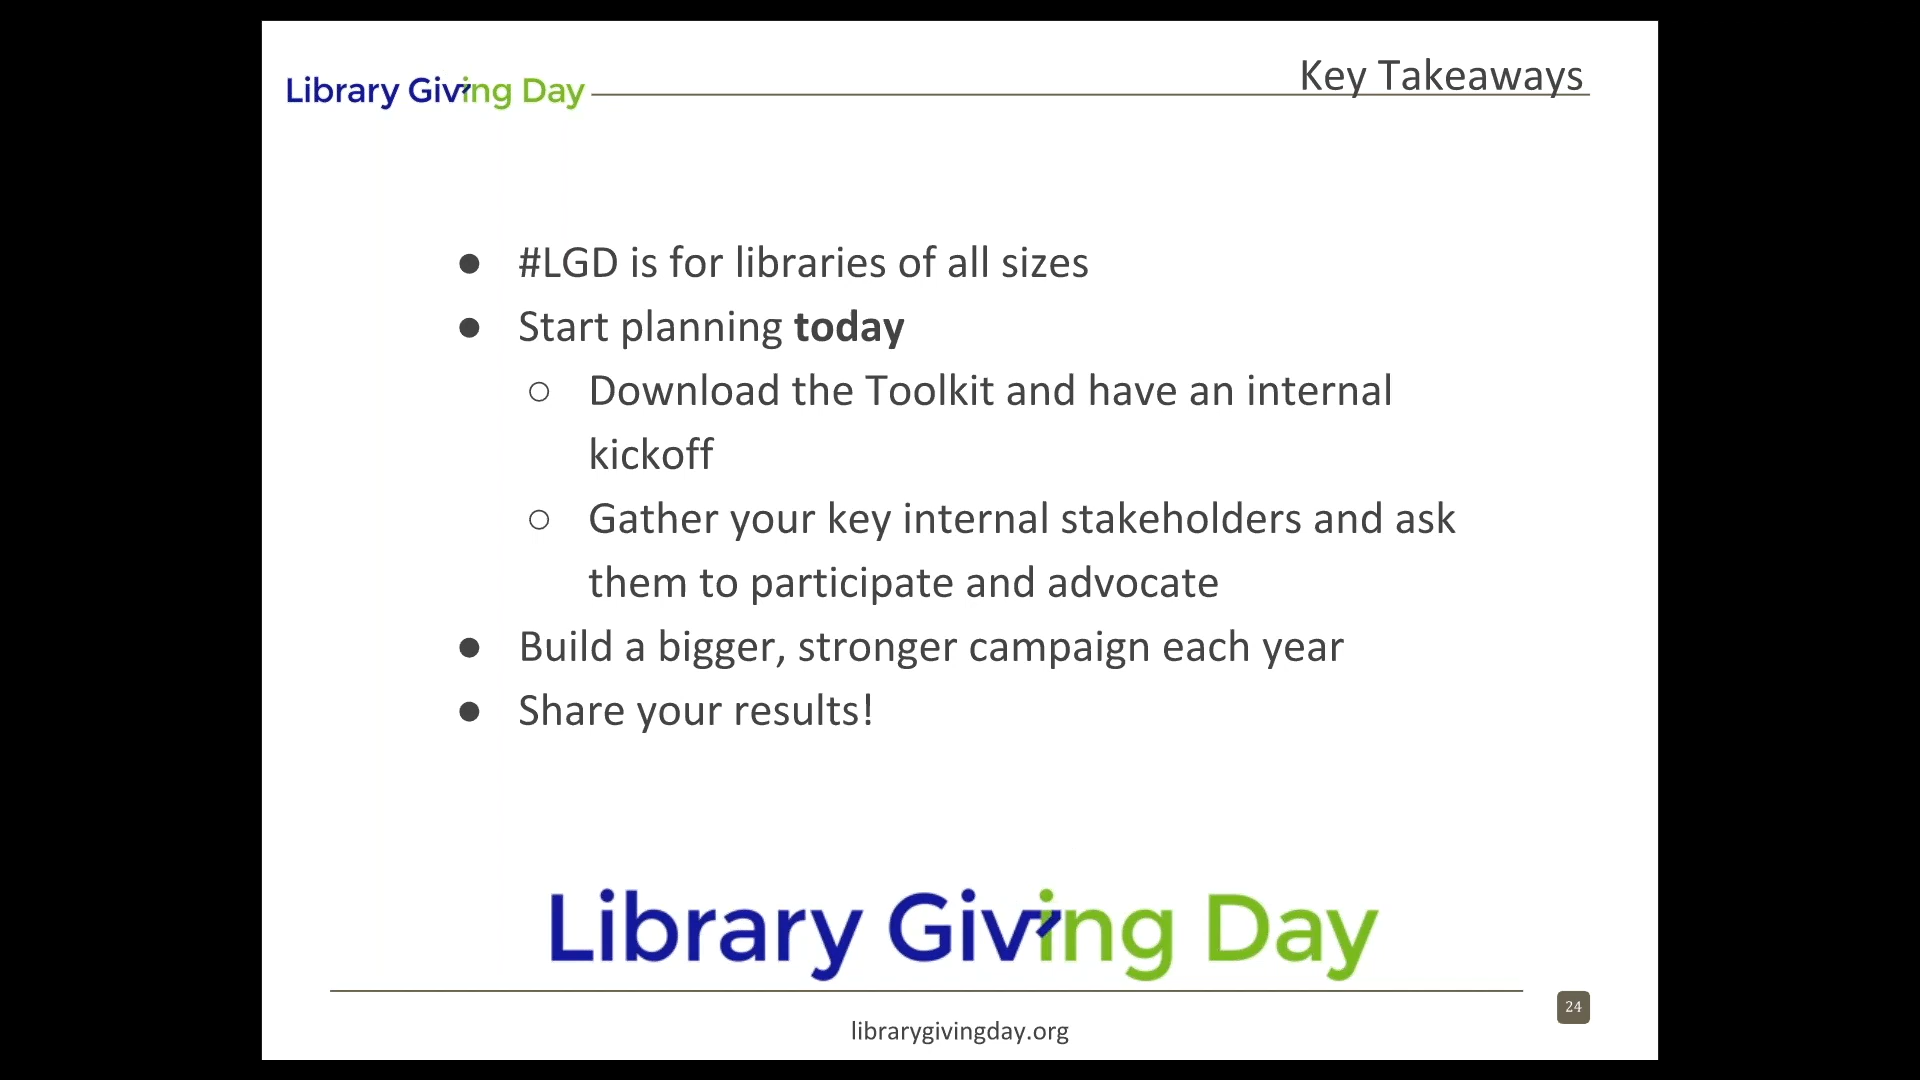 Library Giving Day
Key Takeaways
● #LGD is for libraries of all sizes
● Start planning today
○ Download the Toolkit and have an internal
kickoff
○ Gather your key internal stakeholders and ask
them to participate and advocate
● Build a bigger, stronger campaign each year
● Share your results!
Library Giving Day
24
librarygivingday.org